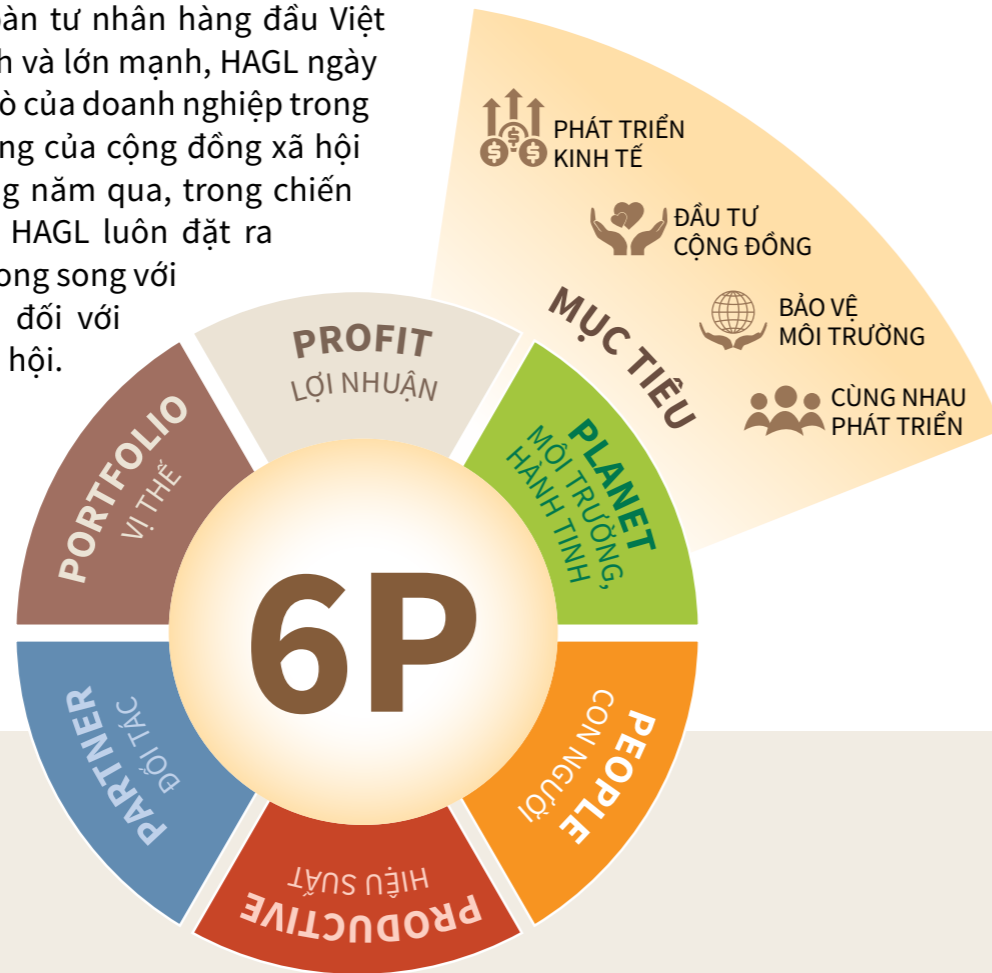 àn tư nhân hàng đầu Việt
h và lớn mạnh, HAGL ngày
ò của doanh nghiệp trong
ng của cộng đồng xã hội
g năm qua, trong chiến
HAGL luôn đặt ra
ong song với
đối với
hội.
PHÁT TRIỂN
KINH TẾ
ĐẦU TƯ
CỘNG ĐỒNG
BẢO VỆ
MÔI TRƯỜNG
CÙNG NHAU
PHÁT TRIỂN
MỤC TIÊU
PROFIT
LỢI NHUẬN
PLANET
MÔI TRƯỜNG,
HÀNH TINH
PEOPLE
CON NGƯỜI
PRODUCTIVE
HIỆU SUẤT
PARTNER
ĐỐI TÁC
PORTFOLIO
VỊ THẾ
6P